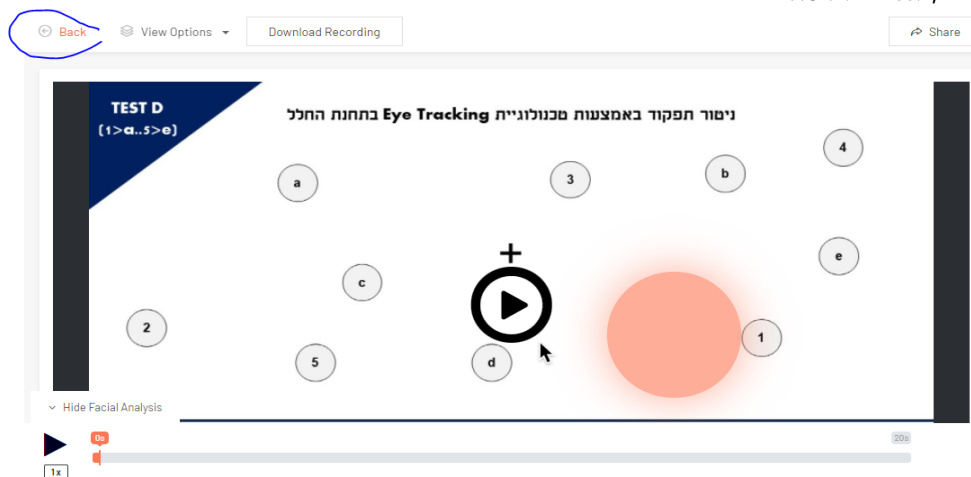 Back
View Options
Download Recording
Share
TEST D
(1>a..5>e)
ניטור תפקוד באמצעות טכנולוגיית Eye Tracking בתחנת החלל
4
b
3
a
e
c
2
1
5
d
Hide Facial Analysis
0s
20s
1x